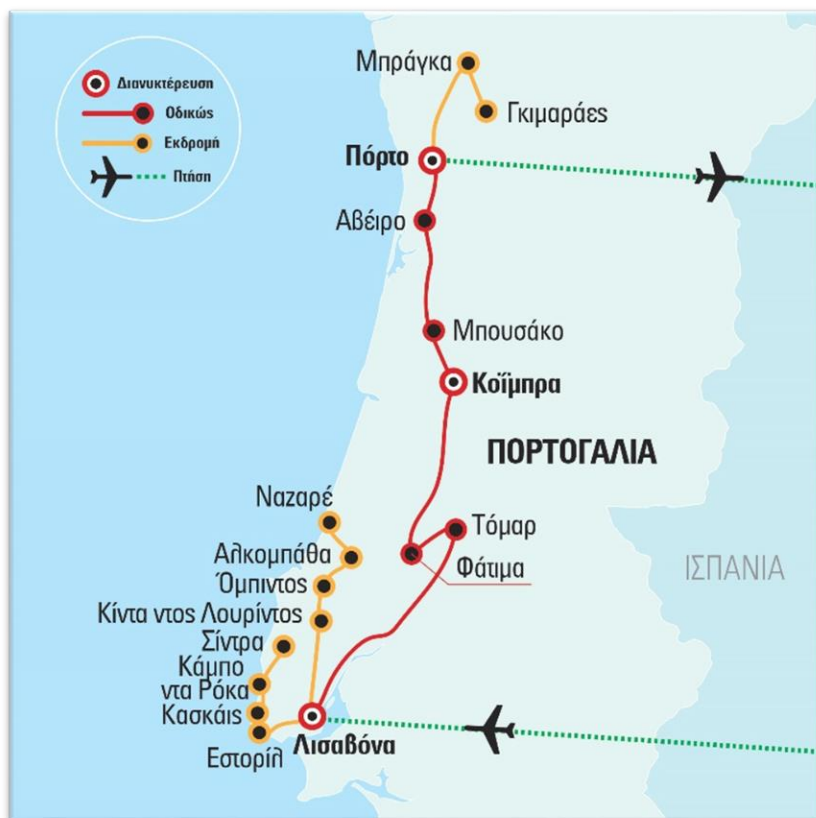 Διανυκτέρευση
Οδικώς
Εκδρομή
Πτήση
Μπράγκα
Γκιμαράες
Πόρτο
Αβέιρο
Μπουσάκο
Κοΐμπρα
ΠΟΡΤΟΓΑΛΙΑ
Ναζαρέ
Τόμαρ
Αλκομπάθα
Φάτιμα
ΙΣΠΑΝΙΑ
Όμπιντος
Κίντα ντος Λουρίντος
Σίντρα
Κάμπο
ντα Ρόκα
Κασκάις
Λισαβόνα
Εστορίλ